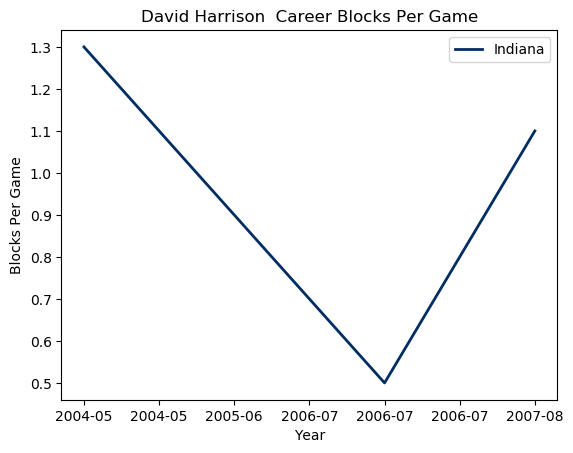 David Harrison  Career Blocks Per Game
Indiana
1.3
1.2
1.1
1.0
0.9
0.8
0.7
0.6
0.5
Blocks Per Game
2004-05 2004-05 2005-06 2006-07 2006-07 2006-07 2007-08
Year